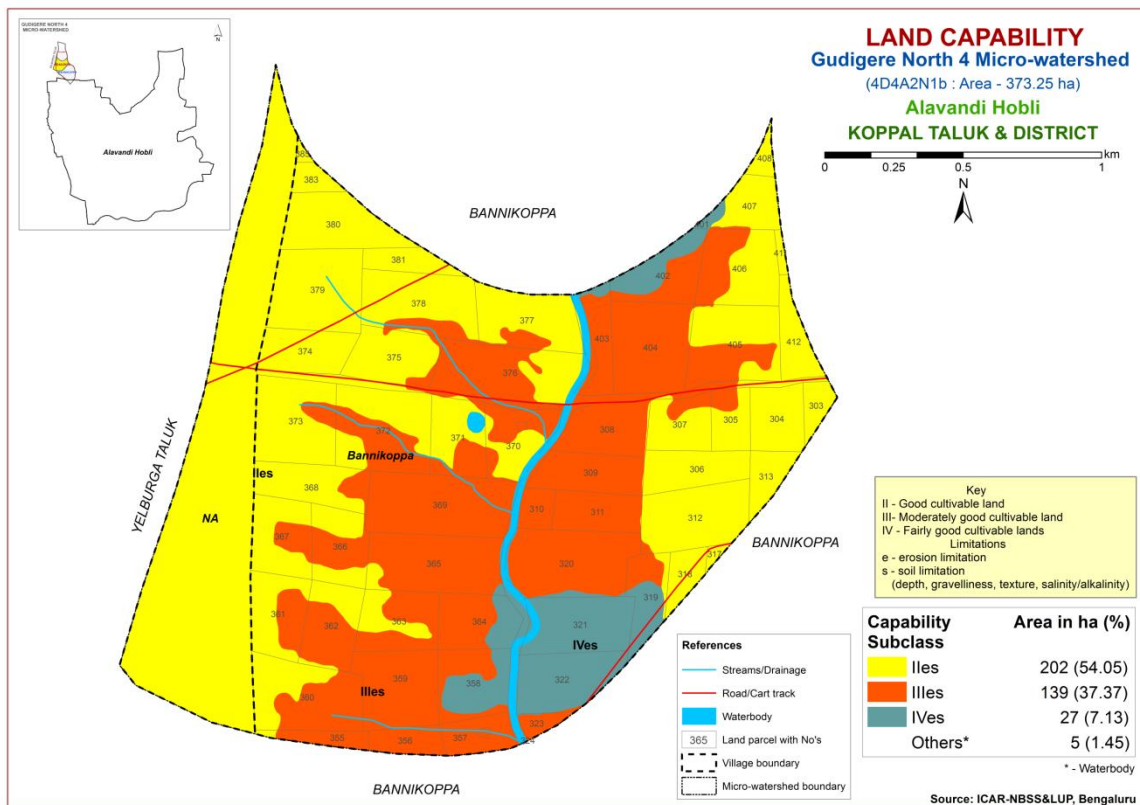 GUDIGERE NORTH 4
MICRO-WATERSHED
N
Alavandi Hobli
LAND CAPABILITY
Gudigere North 4 Micro-watershed
(4D4A2N1b : Area - 373.25 ha)
Alavandi Hobli
KOPPAL TALUK & DISTRICT
km
0 0.25 0.5 1
N
BANNIKOPPA
408
383
407
380
401
381
402
406
379
378
377
403
404
405
412
374
375
376
373
372
371
370
308
307
305
304
303
Bannikoppa
309
306
313
IIes
368
369
310
311
312
YELBURGA TALUK
NA
BANNIKOPPA
367
366
365
320
318
317
319
361
362
363
364
321
IVes
322
359
IIIes
358
360
323
355
356
357
324
BANNIKOPPA
Key
II - Good cultivable land
III- Moderately good cultivable land
IV - Fairly good cultivable lands
Limitations
e - erosion limitation
s - soil limitation
(depth, gravelliness, texture, salinity/alkalinity)
References
Streams/Drainage
Road/Cart track
Waterbody
365 Land parcel with No's
Village boundary
Micro-watershed boundary
Capability Area in ha (%)
Subclass
IIes 202 (54.05)
IIIes 139 (37.37)
IVes 27 (7.13)
Others* 5 (1.45)
* - Waterbody
Source: ICAR-NBSS&LUP, Bengaluru